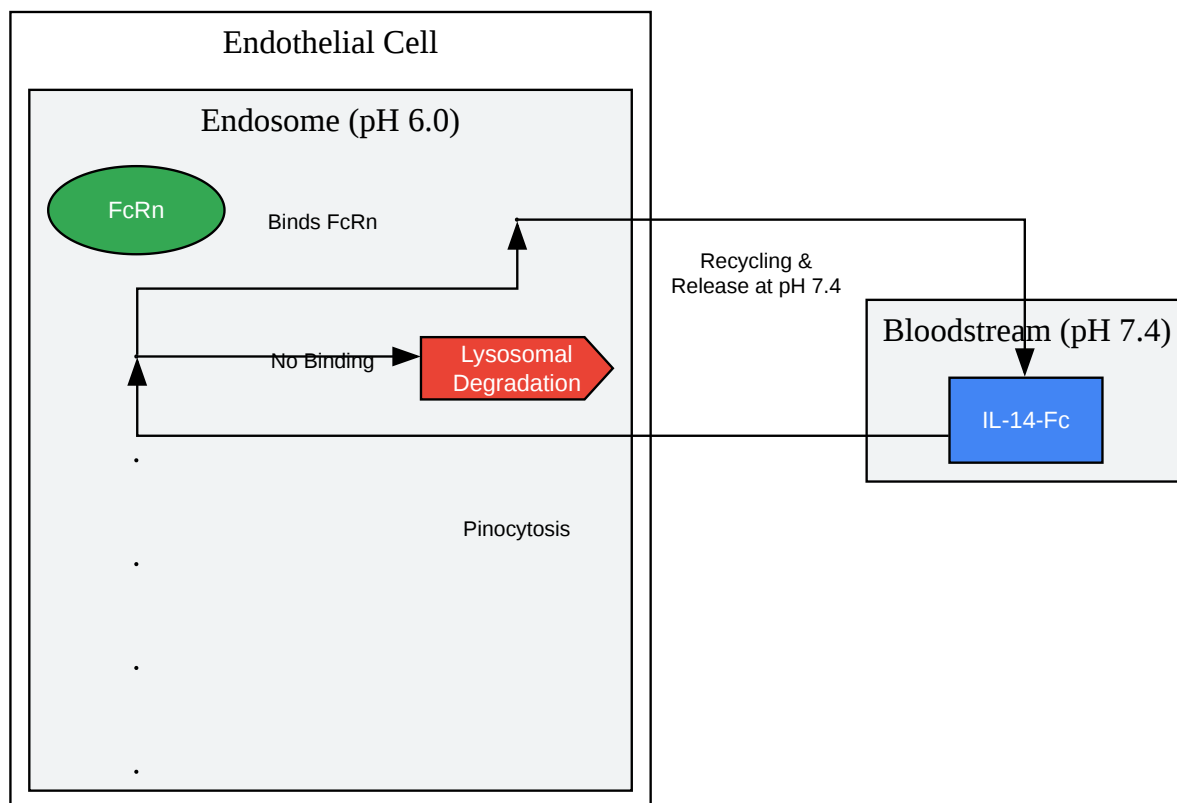 Endothelial Cell
Endosome (pH 6.0)
FcRn
Binds FcRn
Recycling &
Release at pH 7.4
Bloodstream (pH 7.4)
No Binding
Lysosomal
Degradation
IL-14-Fc
Pinocytosis